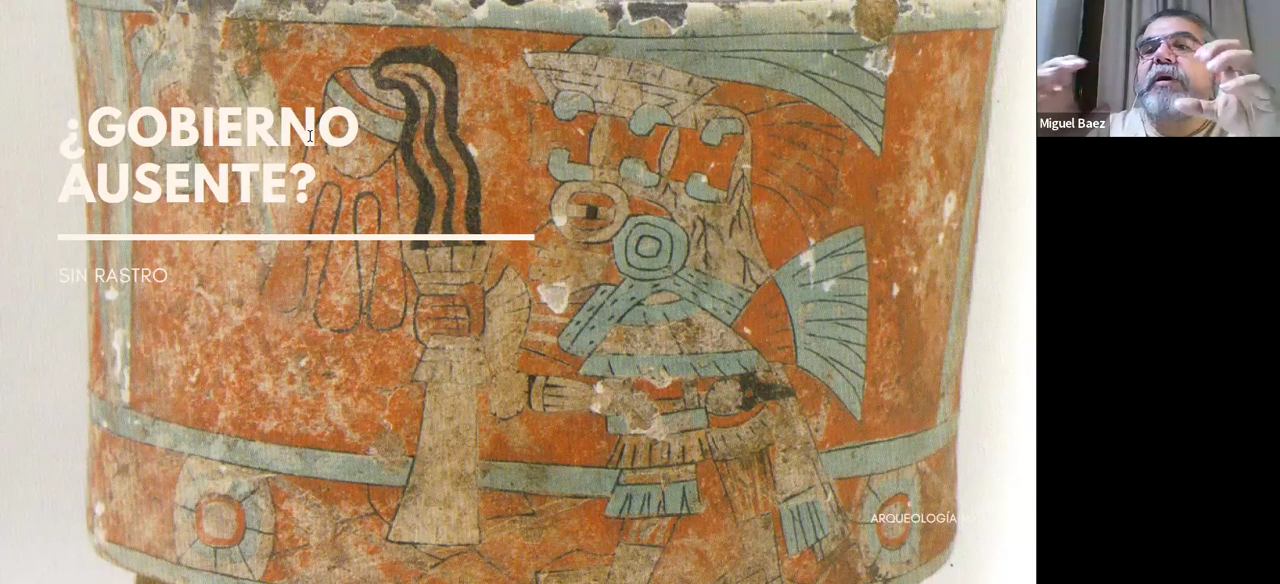 ¿GOBIERNO
AUSENTE?
SIN RASTRO
ARQUEOLOGÍA
Miguel Baez